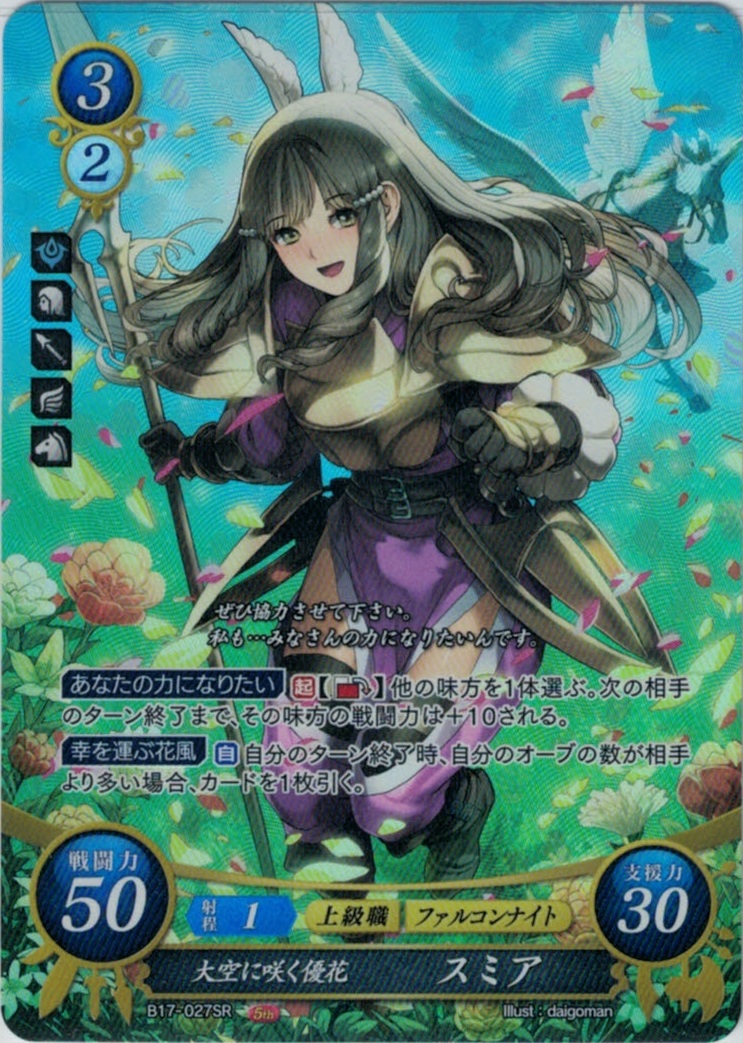 3
2
ぜひ協力させて下さい。
私も…みなさんの力になりたいんです。
あなたの力になりたい 起【】他の味方を1体選ぶ。次の相手
のターン終了まで、その味方の戦闘力は+10される。
幸を運ぶ花風 自 自分のターン終了時、自分のオーブの数が相手
より多い場合、カードを1枚引く。
戦闘力
50
射程 1
上級職 ファルコンナイト
支援力
30
大空に咲く優花 スミア
B17-027SR 5th Illust : daigoman